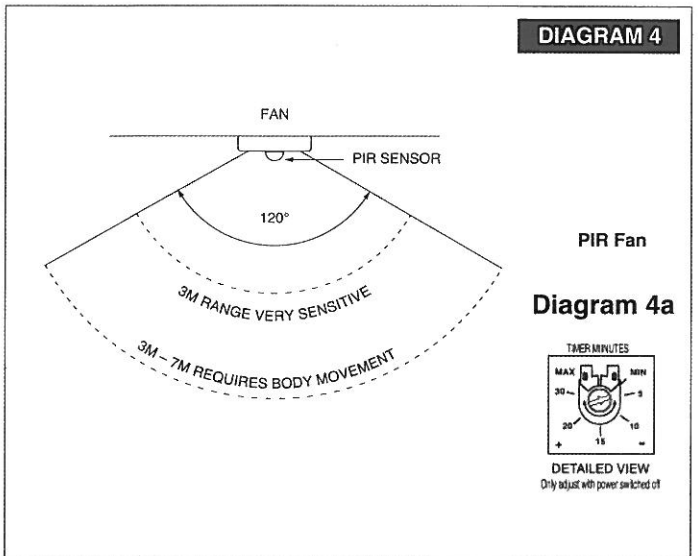 DIAGRAM 4
FAN
PIR SENSOR
120°
PIR Fan
3M RANGE VERY SENSITIVE
3M – 7M REQUIRES BODY MOVEMENT
Diagram 4a
TIMER MINUTES
MAX MIN
30 5
20 10
15
+ –
DETAILED VIEW
Only adjust with power switched off